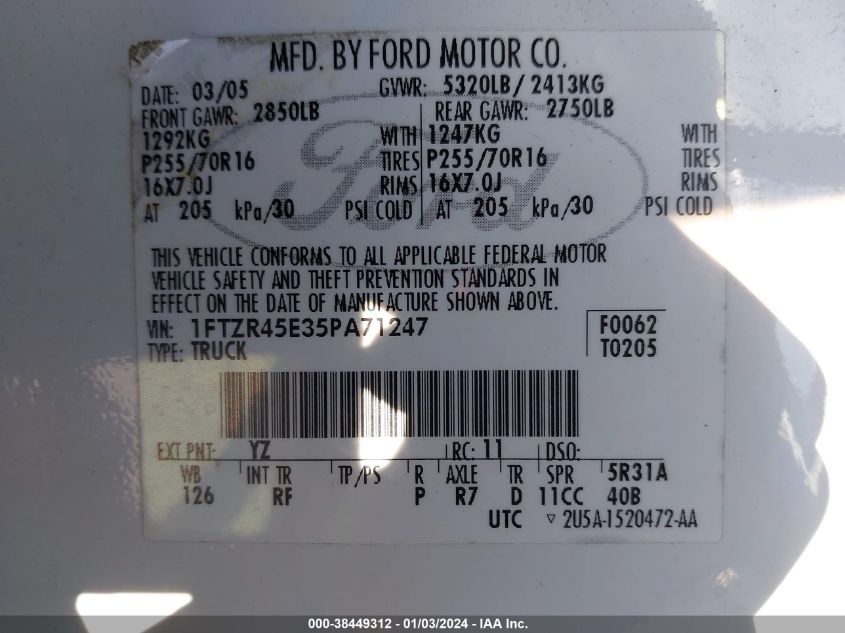 MFD. BY FORD MOTOR CO.
DATE: 03/05 GVWR: 5320LB/ 2413KG
FRONT GAWR: 2850LB REAR GAWR: 2750LB
1292KG WITH 1247KG WITH
P255/70R16 TIRES P255/70R16 TIRES
16X7.0J RIMS 16X7.0J RIMS
AT 205 kPa/30 PSI COLD AT 205 kPa/30 PSI COLD
Ford
THIS VEHICLE CONFORMS TO ALL APPLICABLE FEDERAL MOTOR
VEHICLE SAFETY AND THEFT PREVENTION STANDARDS IN
EFFECT ON THE DATE OF MANUFACTURE SHOWN ABOVE.
VIN: 1FTZR45E35PA71247 F0062
TYPE: TRUCK T0205
EXT PNT: YZ RC: 11 DSO:
WB INT TR TP/PS R AXLE TR SPR 5R31A
126 RF P R7 D 11CC 40B
UTC ▽ 2U5A-1520472-AA
000-38449312 - 01/03/2024 - IAA Inc.